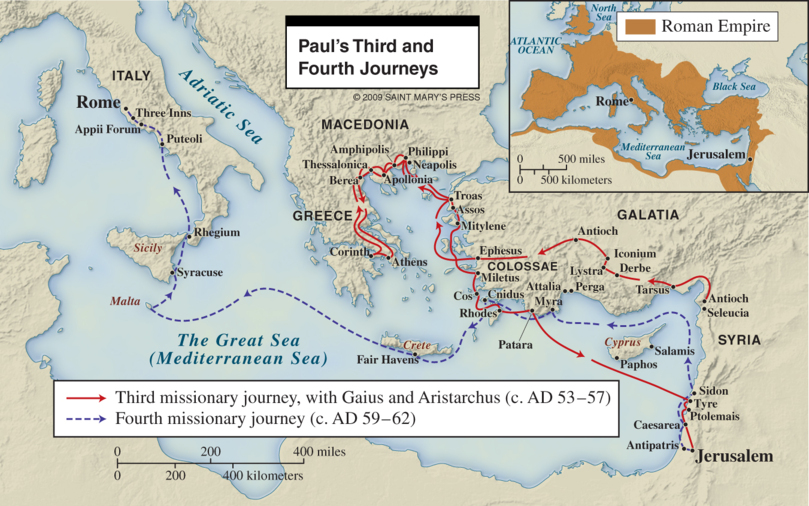 Paul's Third and
Fourth Journeys
© 2009 SAINT MARY'S PRESS
North
Sea
Roman Empire
ATLANTIC
OCEAN
Black Sea
Rome
Mediterranean
Sea
Jerusalem
0 500 miles
0 500 kilometers
ITALY
Adriatic Sea
Rome
Three Inns
Appii Forum
Puteoli
MACEDONIA
Amphipolis
Philippi
Thessalonica
Neapolis
Berea
Apollonia
Troas
Assos
GREECE
Mitylene
GALATIA
Rhegium
Antioch
Sicily
Corinth
Athens
Ephesus
Iconium
COLOSSAE
Lystra
Derbe
Syracuse
Miletus
Attalia
Perga
Tarsus
Malta
Cos
Cnidus
Myra
Antioch
Seleucia
Rhodes
The Great Sea
(Mediterranean Sea)
Crete
Fair Havens
Patara
Cyprus
Salamis
Paphos
SYRIA
Third missionary journey, with Gaius and Aristarchus (c. AD 53–57)
Fourth missionary journey (c. AD 59–62)
Sidon
Tyre
Ptolemais
Caesarea
Antipatris
Jerusalem
0 200 400 miles
0 200 400 kilometers